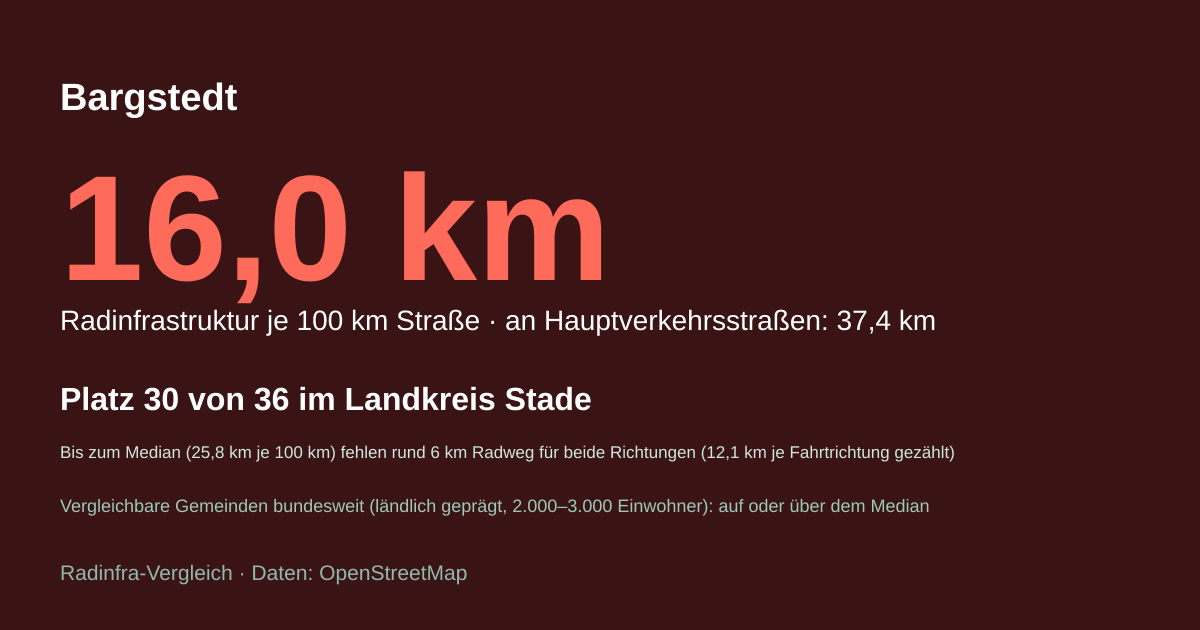 Bargstedt
16,0 km
Radinfrastruktur je 100 km Straße · an Hauptverkehrsstraßen: 37,4 km
Platz 30 von 36 im Landkreis Stade
Bis zum Median (25,8 km je 100 km) fehlen rund 6 km Radweg für beide Richtungen (12,1 km je Fahrtrichtung gezählt)
Vergleichbare Gemeinden bundesweit (ländlich geprägt, 2.000–3.000 Einwohner): auf oder über dem Median
Radinfra-Vergleich · Daten: OpenStreetMap